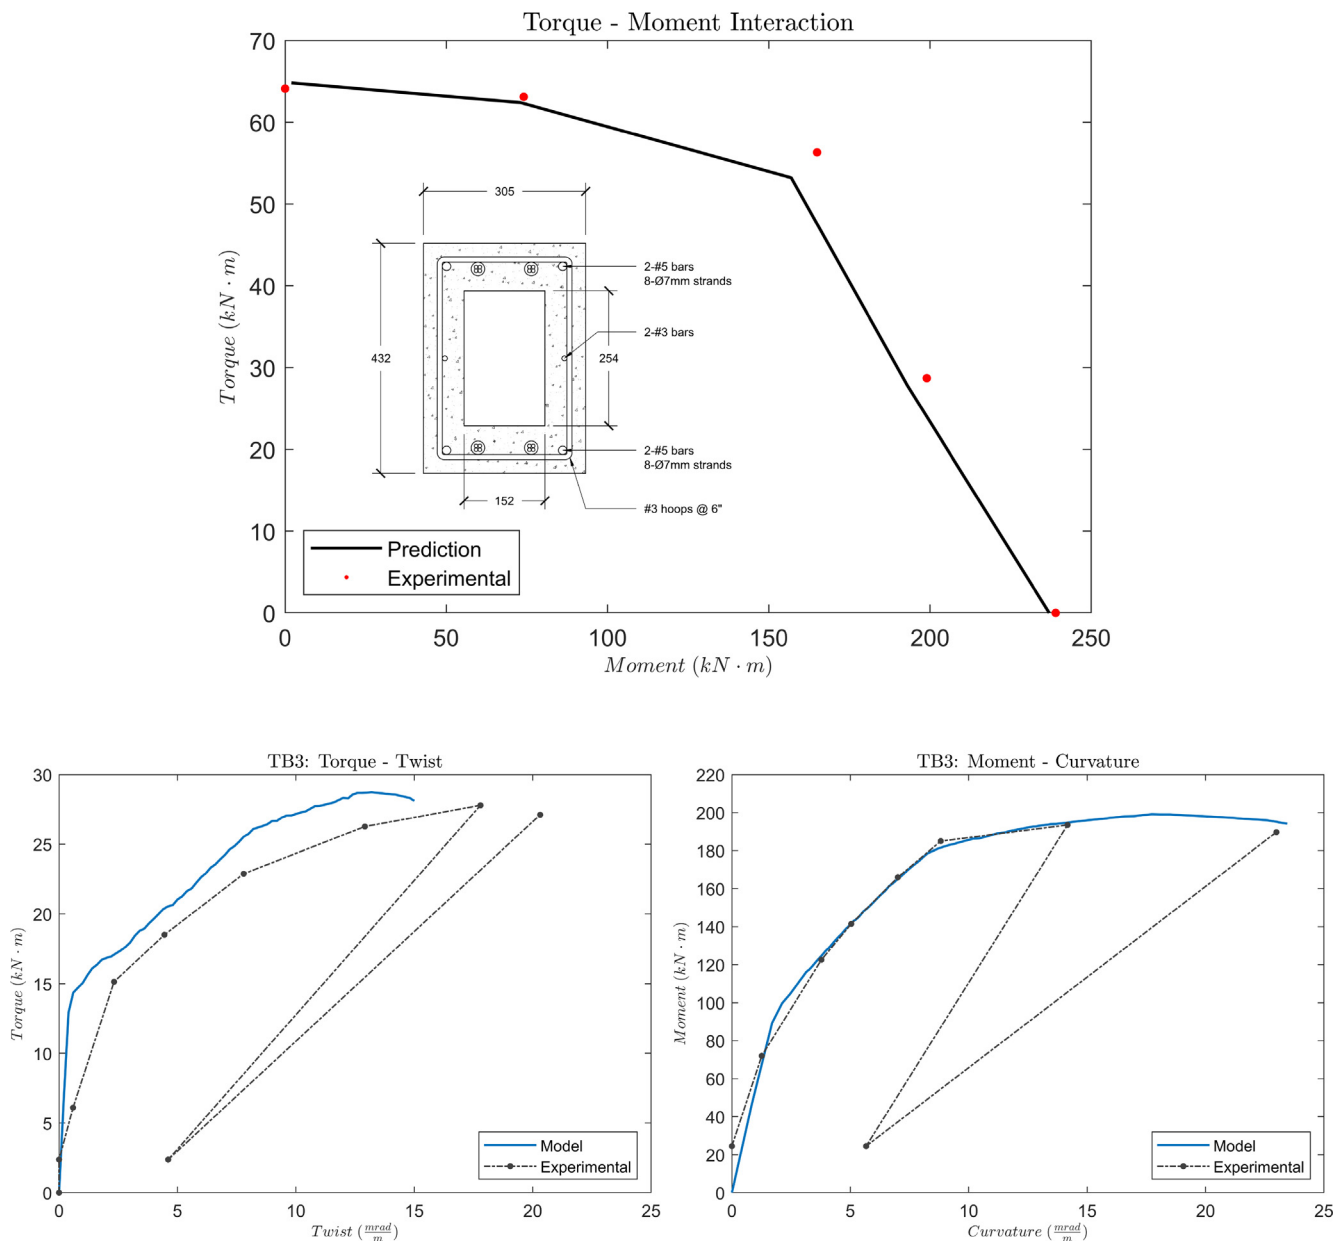 Torque - Moment Interaction
70
60
50
40
30
20
10
0
Torque (kN · m)
305
432
254
152
2-#5 bars
8-Ø7mm strands
2-#3 bars
2-#5 bars
8-Ø7mm strands
#3 hoops @ 6"
Prediction
Experimental
0 50 100 150 200 250
Moment (kN · m)
TB3: Torque - Twist
30
25
20
15
10
5
0
Torque (kN · m)
Model
Experimental
0 5 10 15 20 25
Twist (mrad/m)
TB3: Moment - Curvature
220
200
180
160
140
120
100
80
60
40
20
0
Moment (kN · m)
Model
Experimental
0 5 10 15 20 25
Curvature (mrad/m)